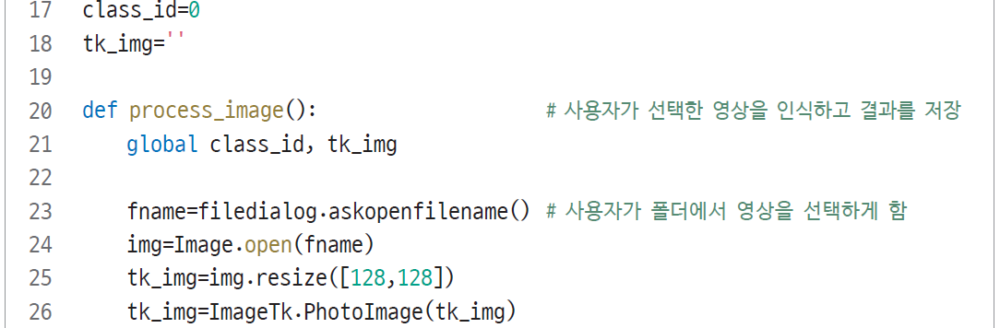 17 class_id=0
18 tk_img=''
19
20 def process_image(): # 사용자가 선택한 영상을 인식하고 결과를 저장
21 global class_id, tk_img
22
23 fname=filedialog.askopenfilename() # 사용자가 폴더에서 영상을 선택하게 함
24 img=Image.open(fname)
25 tk_img=img.resize([128,128])
26 tk_img=ImageTk.PhotoImage(tk_img)